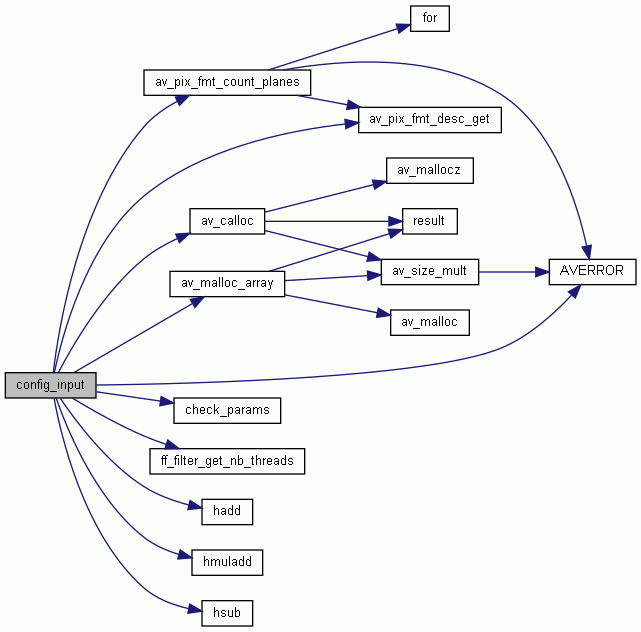 for
av_pix_fmt_count_planes
av_pix_fmt_desc_get
av_mallocz
av_calloc
result
av_size_mult
AVERROR
av_malloc_array
av_malloc
config_input
check_params
ff_filter_get_nb_threads
hadd
hmuladd
hsub